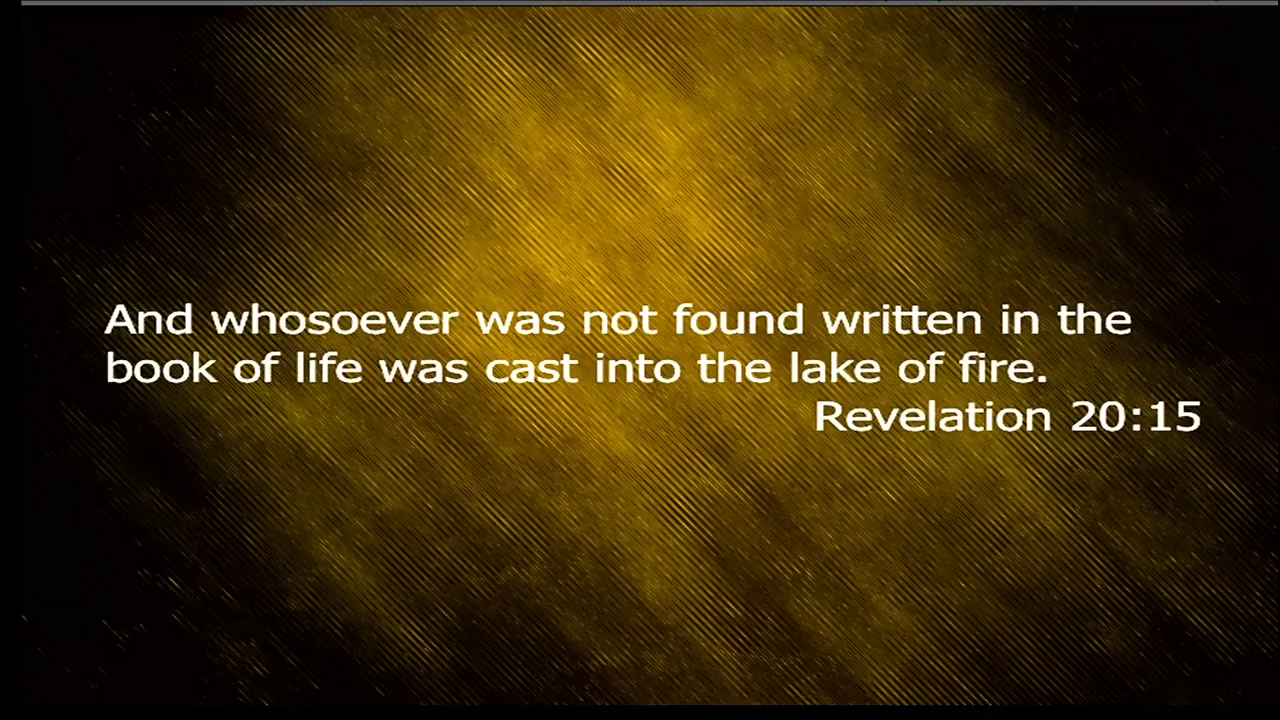 And whosoever was not found written in the
book of life was cast into the lake of fire.
Revelation 20:15